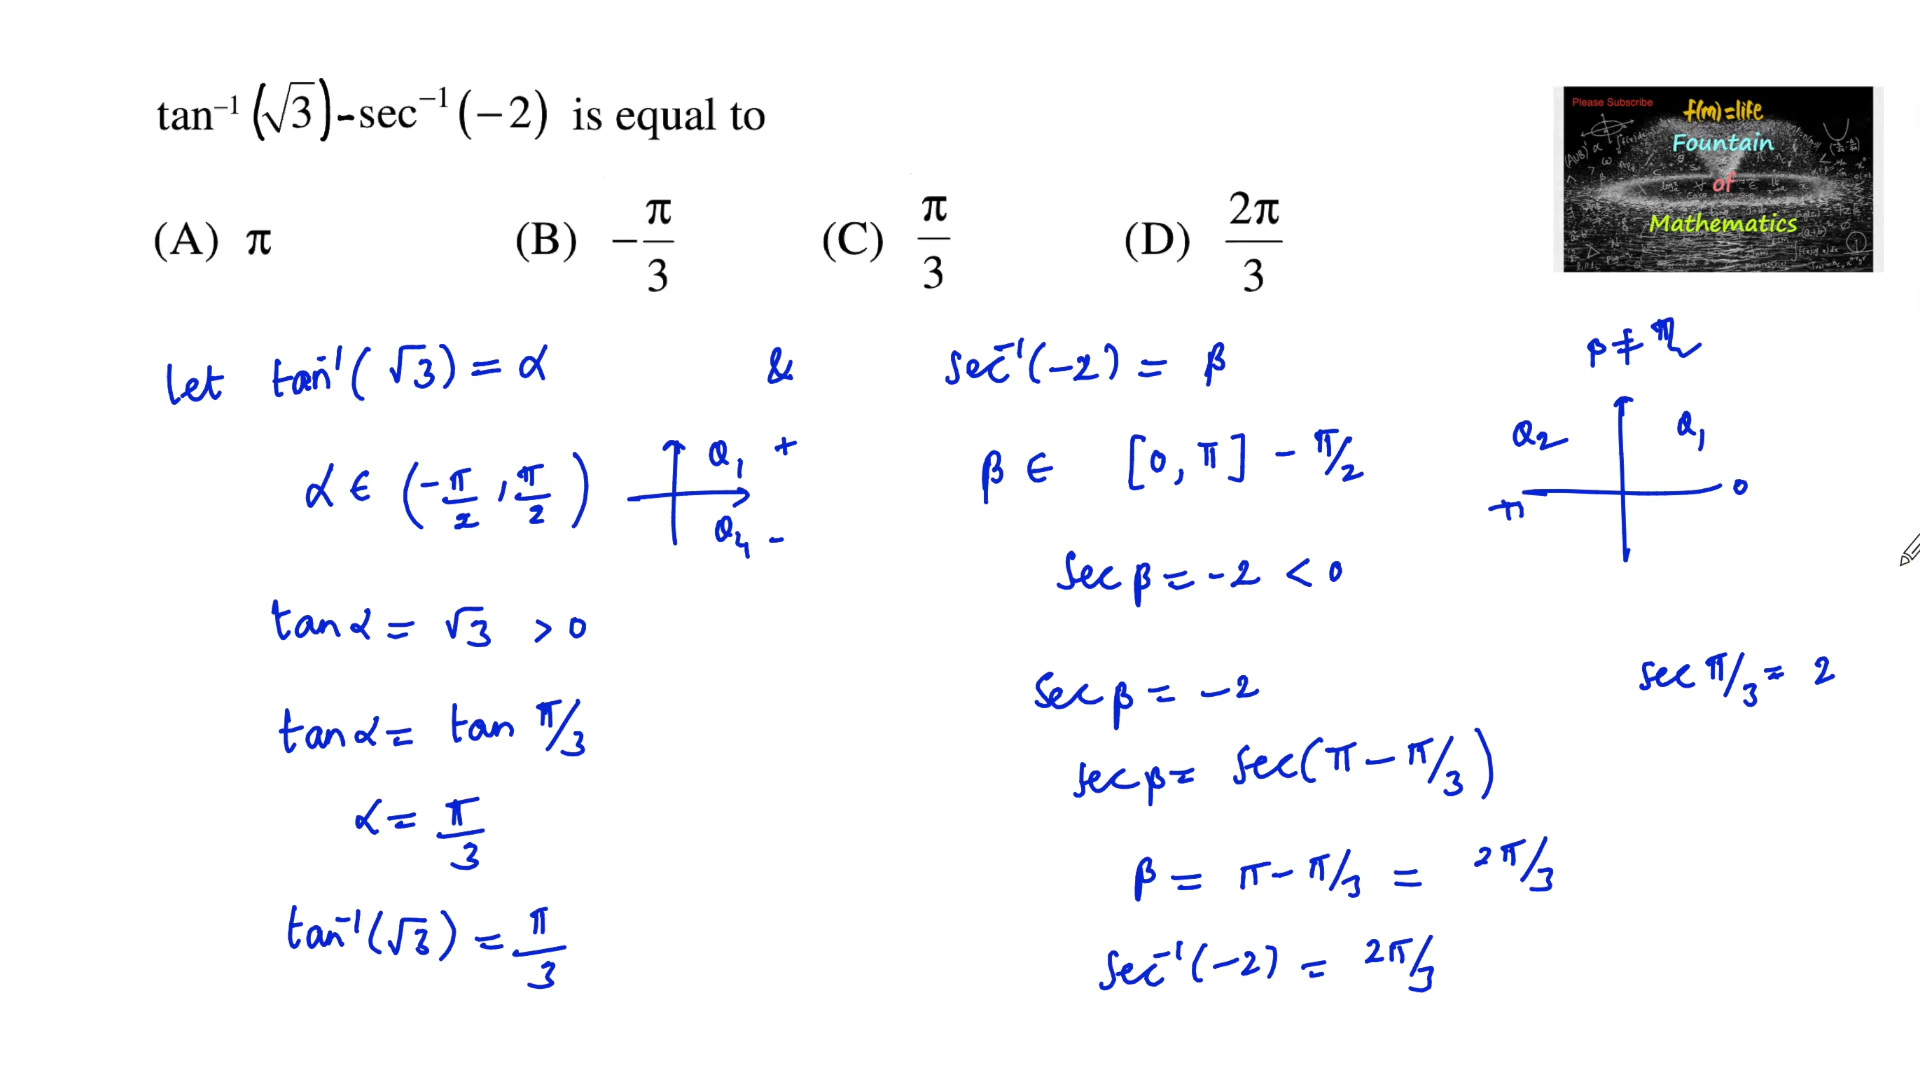 tan⁻¹(√3)-sec⁻¹(−2) is equal to
(A) π (B) −π/3 (C) π/3 (D) 2π/3
Please Subscribe
f(m)=life
Fountain
of
Mathematics
let tan⁻¹(√3) = α & sec⁻¹(-2) = β
β ≠ π/2
α ∈ (-π/2, π/2)
Q1 +
Q4 -
β ∈ [0, π] - π/2
Q2 Q1
π 0
sec β = -2 < 0
tan α = √3 > 0
sec β = -2
sec π/3 = 2
tan α = tan π/3
sec β = sec(π - π/3)
α = π/3
β = π - π/3 = 2π/3
tan⁻¹(√3) = π/3
sec⁻¹(-2) = 2π/3